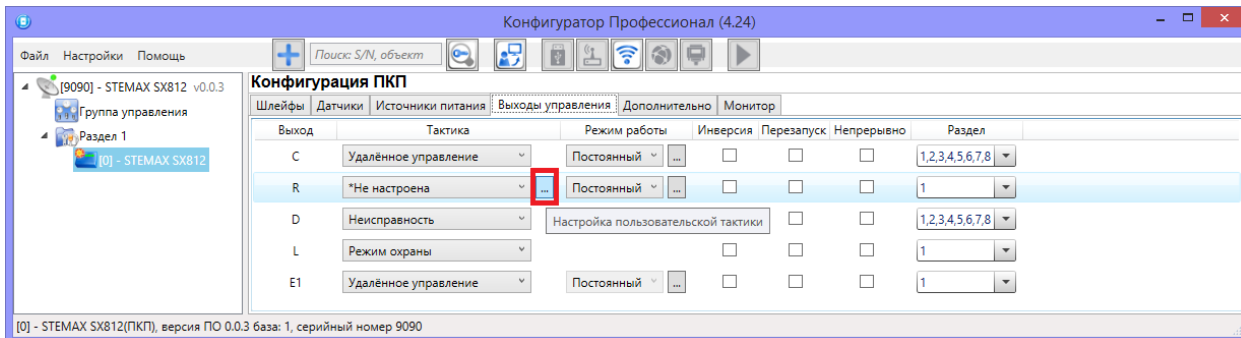 Конфигуратор Профессионал (4.24)
Файл Настройки Помощь Поиск: S/N, объект
[9090] - STEMAX SX812 v0.0.3
Группа управления
Раздел 1
[0] - STEMAX SX812
Конфигурация ПКП
Шлейфы Датчики Источники питания Выходы управления Дополнительно Монитор
Выход Тактика Режим работы Инверсия Перезапуск Непрерывно Раздел
C Удалённое управление Постоянный ... 1,2,3,4,5,6,7,8
R *Не настроена ... Постоянный ... 1
D Неисправность Настройка пользовательской тактики 1,2,3,4,5,6,7,8
L Режим охраны 1
E1 Удалённое управление Постоянный ... 1
[0] - STEMAX SX812(ПКП), версия ПО 0.0.3 база: 1, серийный номер 9090